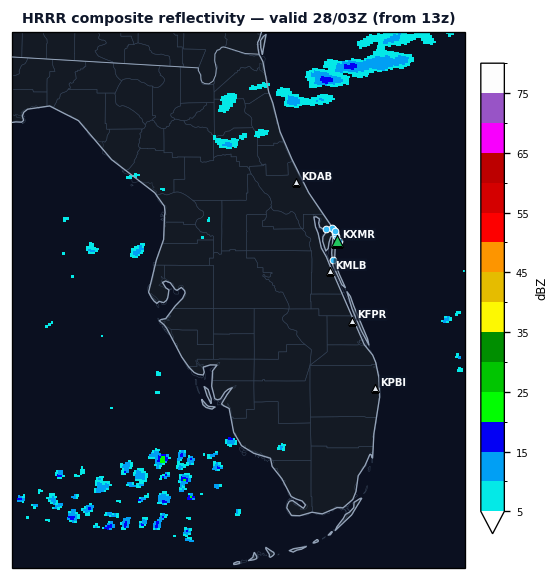 HRRR composite reflectivity — valid 28/03Z (from 13z)
KDAB
KXMR
KMLB
KFPR
KPBI
75
65
55
45
35
25
15
5
dBZ